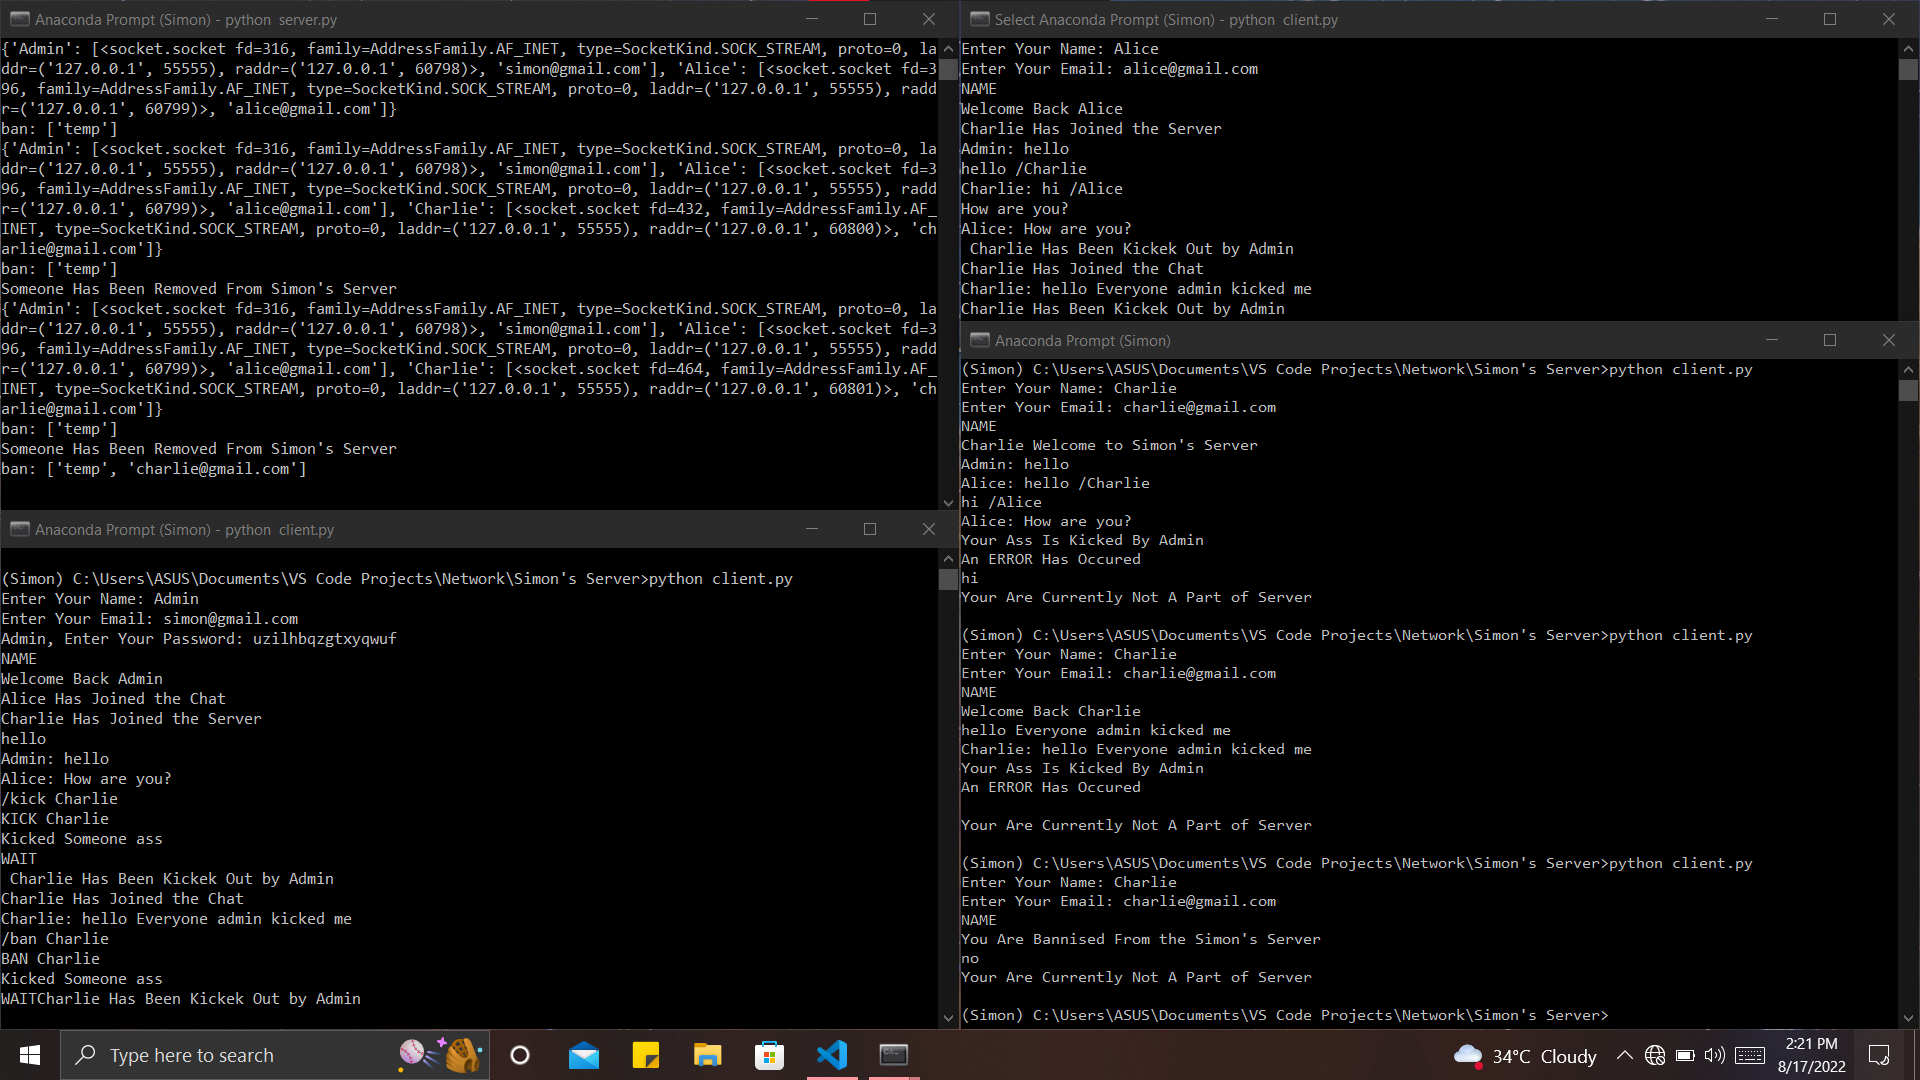 Anaconda Prompt (Simon) - python  server.py
{'Admin': [<socket.socket fd=316, family=AddressFamily.AF_INET, type=SocketKind.SOCK_STREAM, proto=0, la
ddr=('127.0.0.1', 55555), raddr=('127.0.0.1', 60798)>, 'simon@gmail.com'], 'Alice': [<socket.socket fd=3
96, family=AddressFamily.AF_INET, type=SocketKind.SOCK_STREAM, proto=0, laddr=('127.0.0.1', 55555), radd
r=('127.0.0.1', 60799)>, 'alice@gmail.com']}
ban: ['temp']
{'Admin': [<socket.socket fd=316, family=AddressFamily.AF_INET, type=SocketKind.SOCK_STREAM, proto=0, la
ddr=('127.0.0.1', 55555), raddr=('127.0.0.1', 60798)>, 'simon@gmail.com'], 'Alice': [<socket.socket fd=3
96, family=AddressFamily.AF_INET, type=SocketKind.SOCK_STREAM, proto=0, laddr=('127.0.0.1', 55555), radd
r=('127.0.0.1', 60799)>, 'alice@gmail.com'], 'Charlie': [<socket.socket fd=432, family=AddressFamily.AF_
INET, type=SocketKind.SOCK_STREAM, proto=0, laddr=('127.0.0.1', 55555), raddr=('127.0.0.1', 60800)>, 'ch
arlie@gmail.com']}
ban: ['temp']
Someone Has Been Removed From Simon's Server
{'Admin': [<socket.socket fd=316, family=AddressFamily.AF_INET, type=SocketKind.SOCK_STREAM, proto=0, la
ddr=('127.0.0.1', 55555), raddr=('127.0.0.1', 60798)>, 'simon@gmail.com'], 'Alice': [<socket.socket fd=3
96, family=AddressFamily.AF_INET, type=SocketKind.SOCK_STREAM, proto=0, laddr=('127.0.0.1', 55555), radd
r=('127.0.0.1', 60799)>, 'alice@gmail.com'], 'Charlie': [<socket.socket fd=464, family=AddressFamily.AF_
INET, type=SocketKind.SOCK_STREAM, proto=0, laddr=('127.0.0.1', 55555), raddr=('127.0.0.1', 60801)>, 'ch
arlie@gmail.com']}
ban: ['temp']
Someone Has Been Removed From Simon's Server
ban: ['temp', 'charlie@gmail.com']
Anaconda Prompt (Simon) - python  client.py
(Simon) C:\Users\ASUS\Documents\VS Code Projects\Network\Simon's Server>python client.py
Enter Your Name: Admin
Enter Your Email: simon@gmail.com
Admin, Enter Your Password: uzilhbqzgtxyqwuf
NAME
Welcome Back Admin
Alice Has Joined the Chat
Charlie Has Joined the Server
hello
Admin: hello
Alice: How are you?
/kick Charlie
KICK Charlie
Kicked Someone ass
WAIT
 Charlie Has Been Kickek Out by Admin
Charlie Has Joined the Chat
Charlie: hello Everyone admin kicked me
/ban Charlie
BAN Charlie
Kicked Someone ass
WAITCharlie Has Been Kickek Out by Admin
Select Anaconda Prompt (Simon) - python  client.py
Enter Your Name: Alice
Enter Your Email: alice@gmail.com
NAME
Welcome Back Alice
Charlie Has Joined the Server
Admin: hello
hello /Charlie
Charlie: hi /Alice
How are you?
Alice: How are you?
 Charlie Has Been Kickek Out by Admin
Charlie Has Joined the Chat
Charlie: hello Everyone admin kicked me
Charlie Has Been Kickek Out by Admin
Anaconda Prompt (Simon)
(Simon) C:\Users\ASUS\Documents\VS Code Projects\Network\Simon's Server>python client.py
Enter Your Name: Charlie
Enter Your Email: charlie@gmail.com
NAME
Charlie Welcome to Simon's Server
Admin: hello
Alice: hello /Charlie
hi /Alice
Alice: How are you?
Your Ass Is Kicked By Admin
An ERROR Has Occured
hi
Your Are Currently Not A Part of Server
(Simon) C:\Users\ASUS\Documents\VS Code Projects\Network\Simon's Server>python client.py
Enter Your Name: Charlie
Enter Your Email: charlie@gmail.com
NAME
Welcome Back Charlie
hello Everyone admin kicked me
Charlie: hello Everyone admin kicked me
Your Ass Is Kicked By Admin
An ERROR Has Occured
Your Are Currently Not A Part of Server
(Simon) C:\Users\ASUS\Documents\VS Code Projects\Network\Simon's Server>python client.py
Enter Your Name: Charlie
Enter Your Email: charlie@gmail.com
NAME
You Are Bannised From the Simon's Server
no
Your Are Currently Not A Part of Server
(Simon) C:\Users\ASUS\Documents\VS Code Projects\Network\Simon's Server>
Type here to search
34°C  Cloudy
2:21 PM
8/17/2022